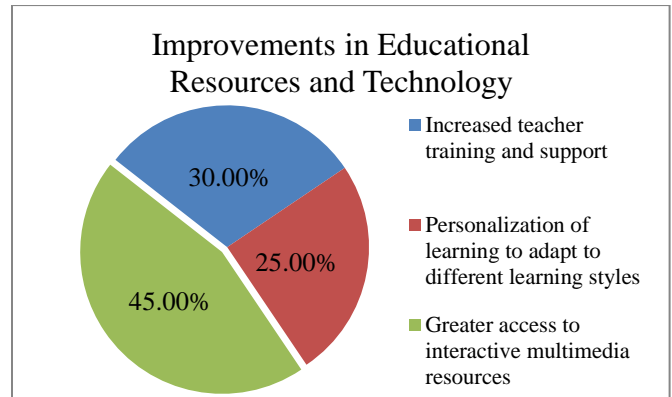 Improvements in Educational
Resources and Technology
30.00%
25.00%
45.00%
Increased teacher
training and support
Personalization of
learning to adapt to
different learning styles
Greater access to
interactive multimedia
resources